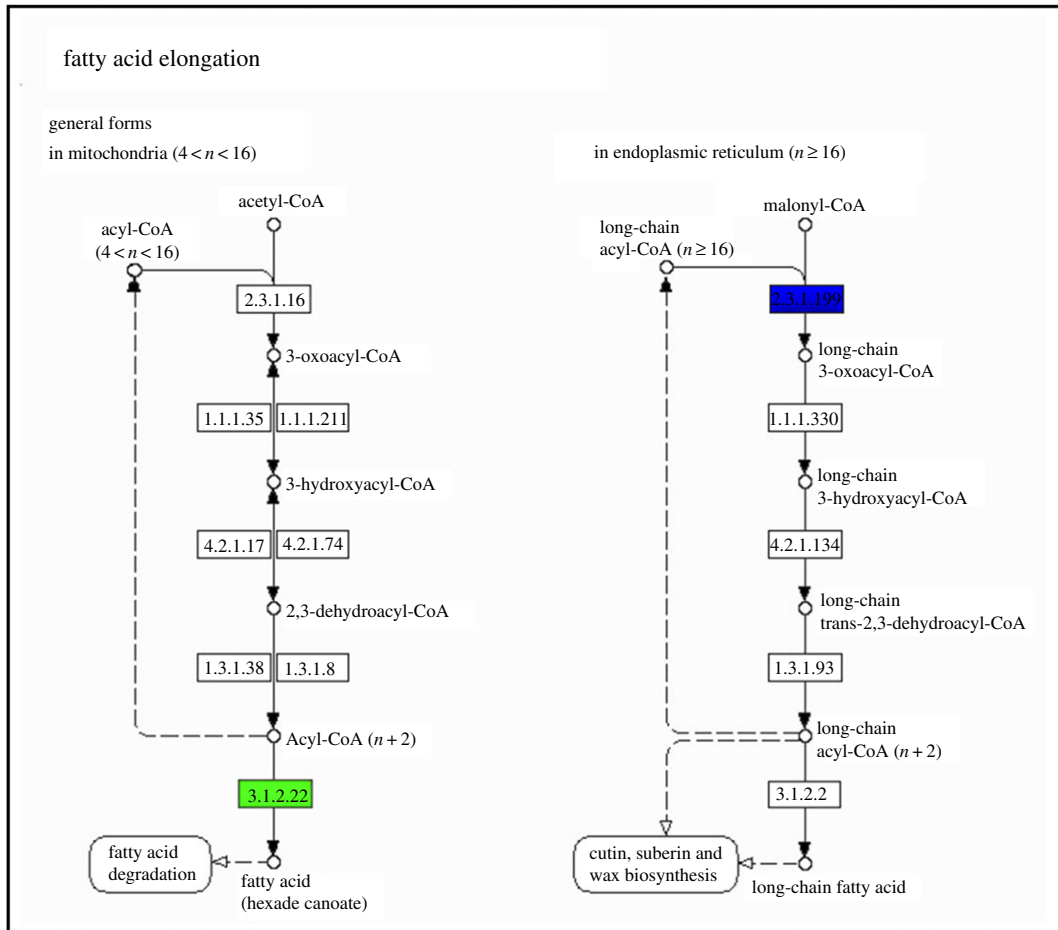 fatty acid elongation
general forms
in mitochondria (4 < n < 16)
acetyl-CoA
acyl-CoA
(4 < n < 16)
2.3.1.16
3-oxoacyl-CoA
1.1.1.35
1.1.1.211
3-hydroxyacyl-CoA
4.2.1.17
4.2.1.74
2,3-dehydroacyl-CoA
1.3.1.38
1.3.1.8
Acyl-CoA (n + 2)
3.1.2.22
fatty acid
degradation
fatty acid
(hexade canoate)
in endoplasmic reticulum (n ≥ 16)
malonyl-CoA
long-chain
acyl-CoA (n ≥ 16)
2.3.1.199
long-chain
3-oxoacyl-CoA
1.1.1.330
long-chain
3-hydroxyacyl-CoA
4.2.1.134
long-chain
trans-2,3-dehydroacyl-CoA
1.3.1.93
long-chain
acyl-CoA (n + 2)
3.1.2.2
cutin, suberin and
wax biosynthesis
long-chain fatty acid